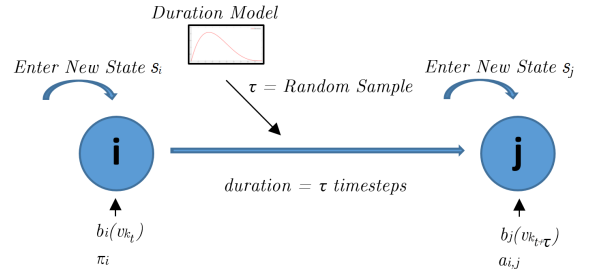 Duration Model
Enter New State s_i
Enter New State s_j
τ = Random Sample
i
j
duration = τ timesteps
b_i(v_{k_t})
π_i
b_j(v_{k_{t+τ}})
a_{i,j}